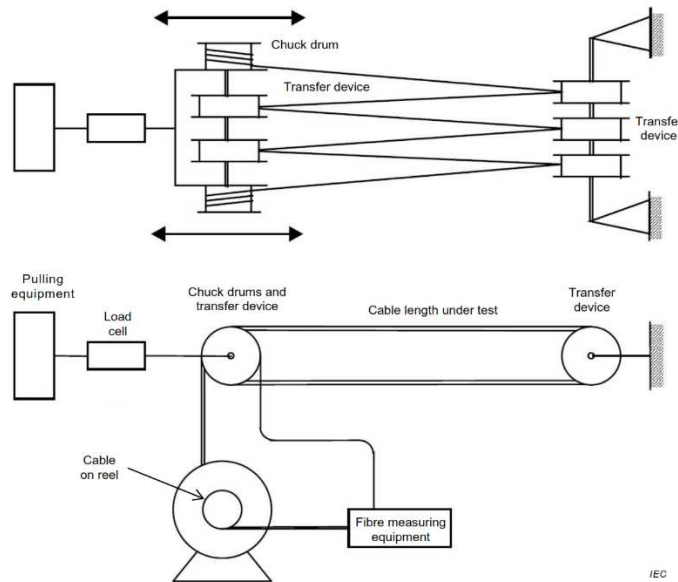 Chuck drum
Transfer device
Transfer
device
Pulling
equipment
Load
cell
Chuck drums and
transfer device
Cable length under test
Transfer
device
Cable
on reel
Fibre measuring
equipment
IEC